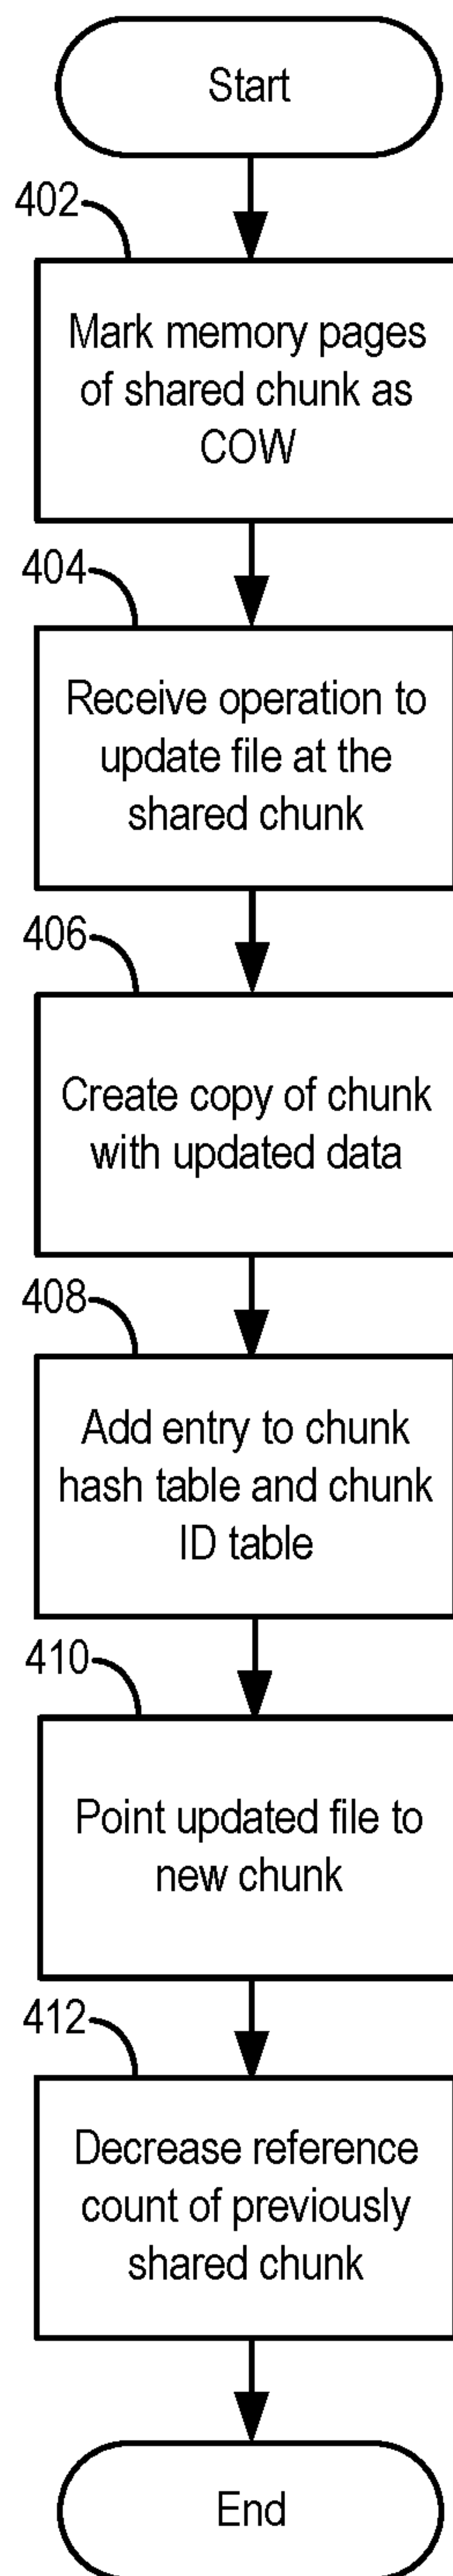 Start
402
Mark memory pages
of shared chunk as
COW
404
Receive operation to
update file at the
shared chunk
406
Create copy of chunk
with updated data
408
Add entry to chunk
hash table and chunk
ID table
410
Point updated file to
new chunk
412
Decrease reference
count of previously
shared chunk
End